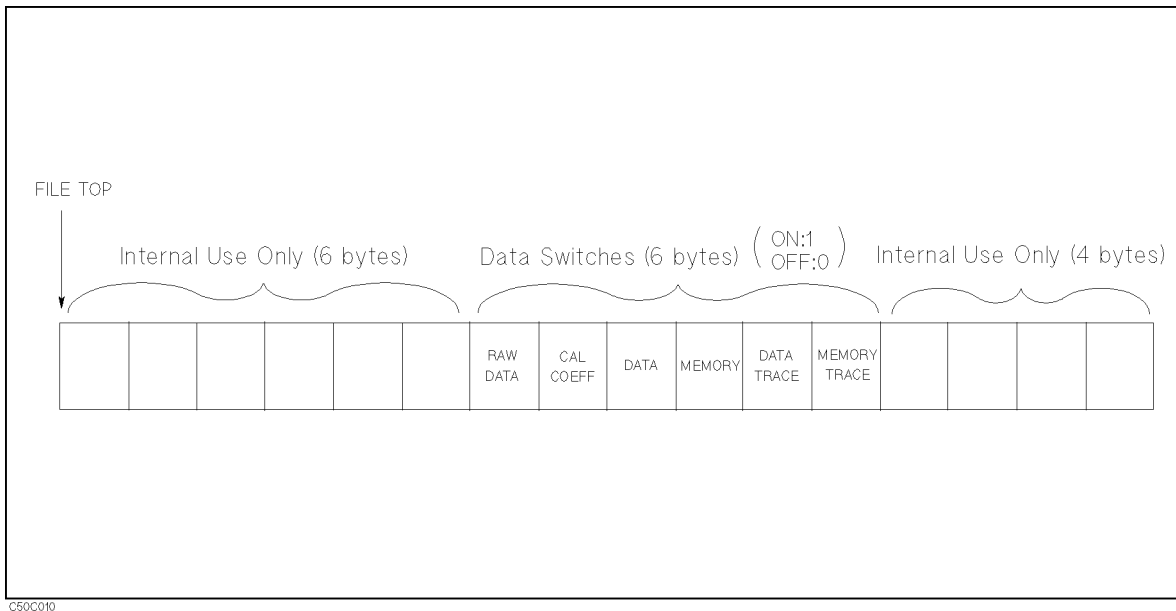 FILE TOP
Internal Use Only (6 bytes)
Data Switches (6 bytes) ( ON:1
OFF:0 )
Internal Use Only (4 bytes)
RAW
DATA
CAL
COEFF
DATA
MEMORY
DATA
TRACE
MEMORY
TRACE
C50C010